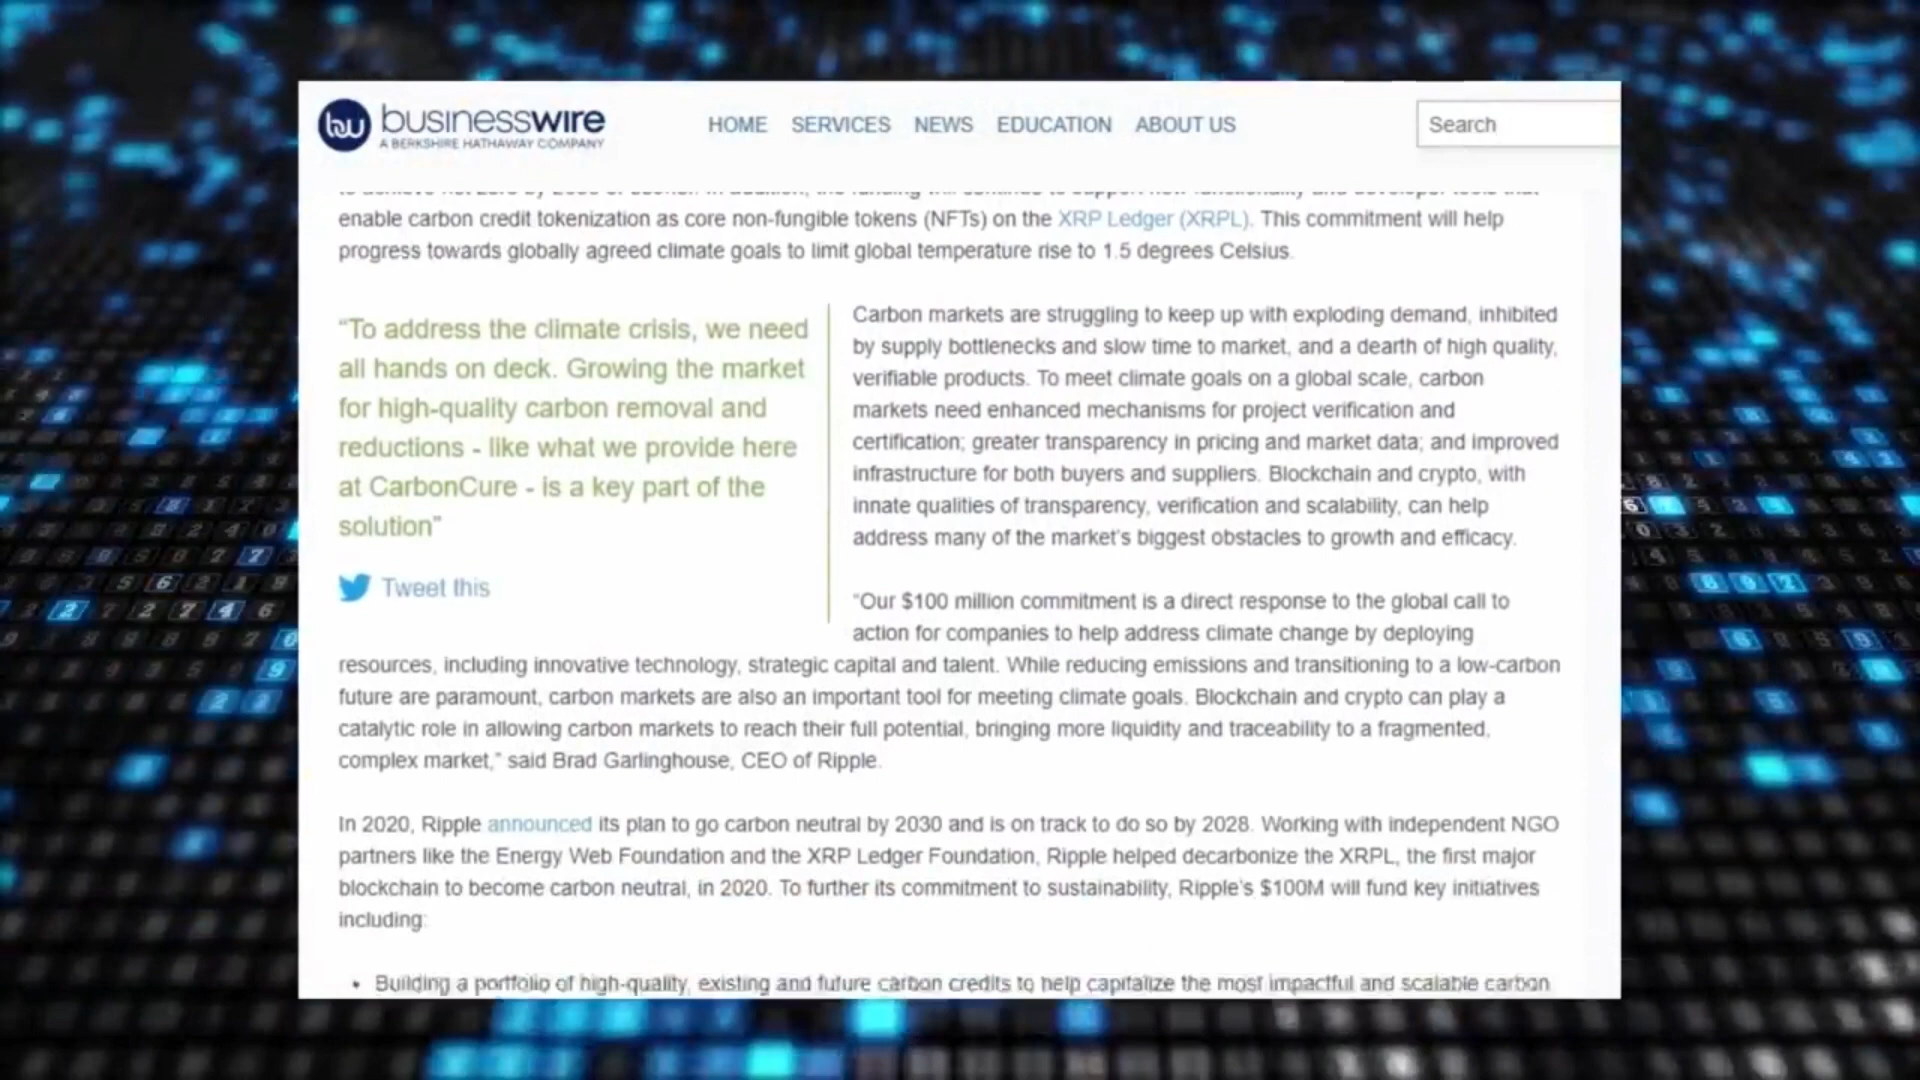 bw businesswire
A BERKSHIRE HATHAWAY COMPANY
HOME SERVICES NEWS EDUCATION ABOUT US
Search
enable carbon credit tokenization as core non-fungible tokens (NFTs) on the XRP Ledger (XRPL). This commitment will help
progress towards globally agreed climate goals to limit global temperature rise to 1.5 degrees Celsius.
“To address the climate crisis, we need
all hands on deck. Growing the market
for high-quality carbon removal and
reductions - like what we provide here
at CarbonCure - is a key part of the
solution”
Tweet this
Carbon markets are struggling to keep up with exploding demand, inhibited
by supply bottlenecks and slow time to market, and a dearth of high quality,
verifiable products. To meet climate goals on a global scale, carbon
markets need enhanced mechanisms for project verification and
certification; greater transparency in pricing and market data; and improved
infrastructure for both buyers and suppliers. Blockchain and crypto, with
innate qualities of transparency, verification and scalability, can help
address many of the market’s biggest obstacles to growth and efficacy.
“Our $100 million commitment is a direct response to the global call to
action for companies to help address climate change by deploying
resources, including innovative technology, strategic capital and talent. While reducing emissions and transitioning to a low-carbon
future are paramount, carbon markets are also an important tool for meeting climate goals. Blockchain and crypto can play a
catalytic role in allowing carbon markets to reach their full potential, bringing more liquidity and traceability to a fragmented,
complex market,” said Brad Garlinghouse, CEO of Ripple.
In 2020, Ripple announced its plan to go carbon neutral by 2030 and is on track to do so by 2028. Working with independent NGO
partners like the Energy Web Foundation and the XRP Ledger Foundation, Ripple helped decarbonize the XRPL, the first major
blockchain to become carbon neutral, in 2020. To further its commitment to sustainability, Ripple’s $100M will fund key initiatives
including:
• Building a portfolio of high-quality, existing and future carbon credits to help capitalize the most impactful and scalable carbon